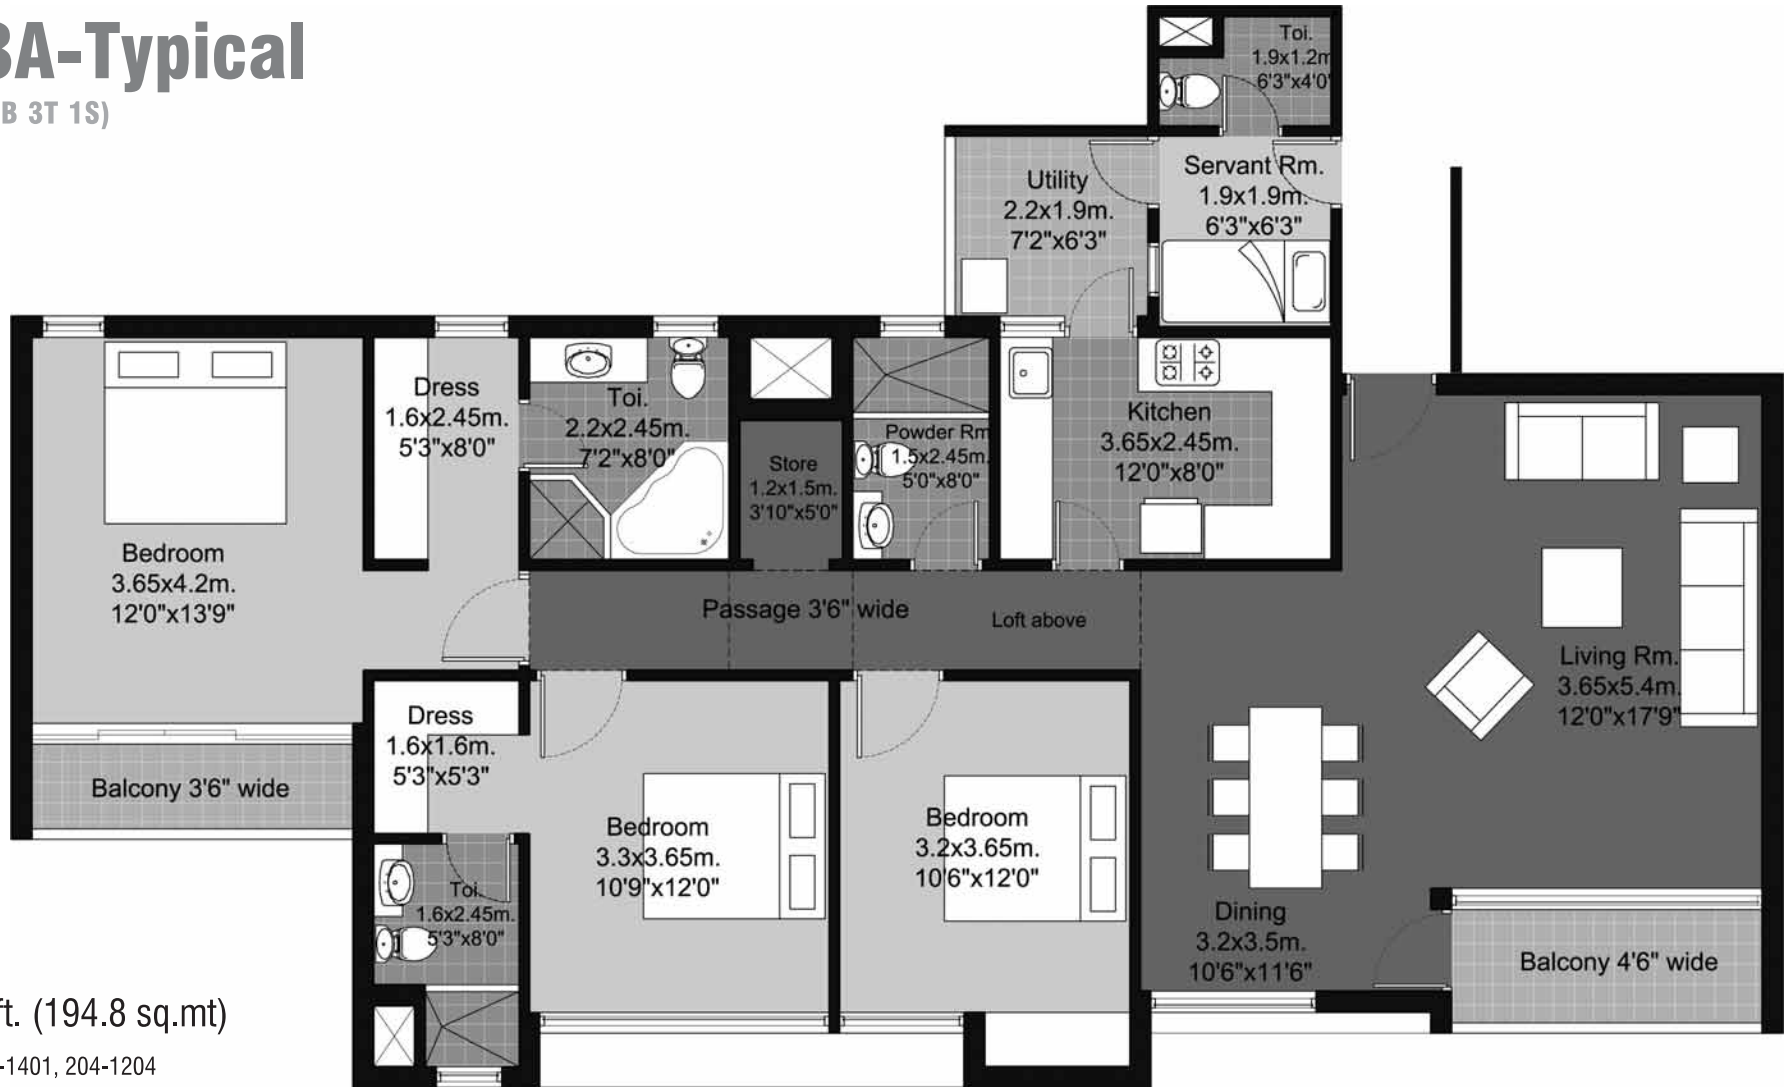 BA-Typical
B 3T 1S)
Toi.
1.9x1.2m
6'3"x4'0"
Utility
2.2x1.9m.
7'2"x6'3"
Servant Rm.
1.9x1.9m.
6'3"x6'3"
Bedroom
3.65x4.2m.
12'0"x13'9"
Dress
1.6x2.45m.
5'3"x8'0"
Toi.
2.2x2.45m.
7'2"x8'0"
Store
1.2x1.5m.
3'10"x5'0"
Powder Rm
1.5x2.45m.
5'0"x8'0"
Kitchen
3.65x2.45m.
12'0"x8'0"
Passage 3'6" wide
Loft above
Living Rm.
3.65x5.4m.
12'0"x17'9"
Balcony 3'6" wide
Dress
1.6x1.6m.
5'3"x5'3"
Toi.
1.6x2.45m.
5'3"x8'0"
Bedroom
3.3x3.65m.
10'9"x12'0"
Bedroom
3.2x3.65m.
10'6"x12'0"
Dining
3.2x3.5m.
10'6"x11'6"
Balcony 4'6" wide
ft. (194.8 sq.mt)
-1401, 204-1204